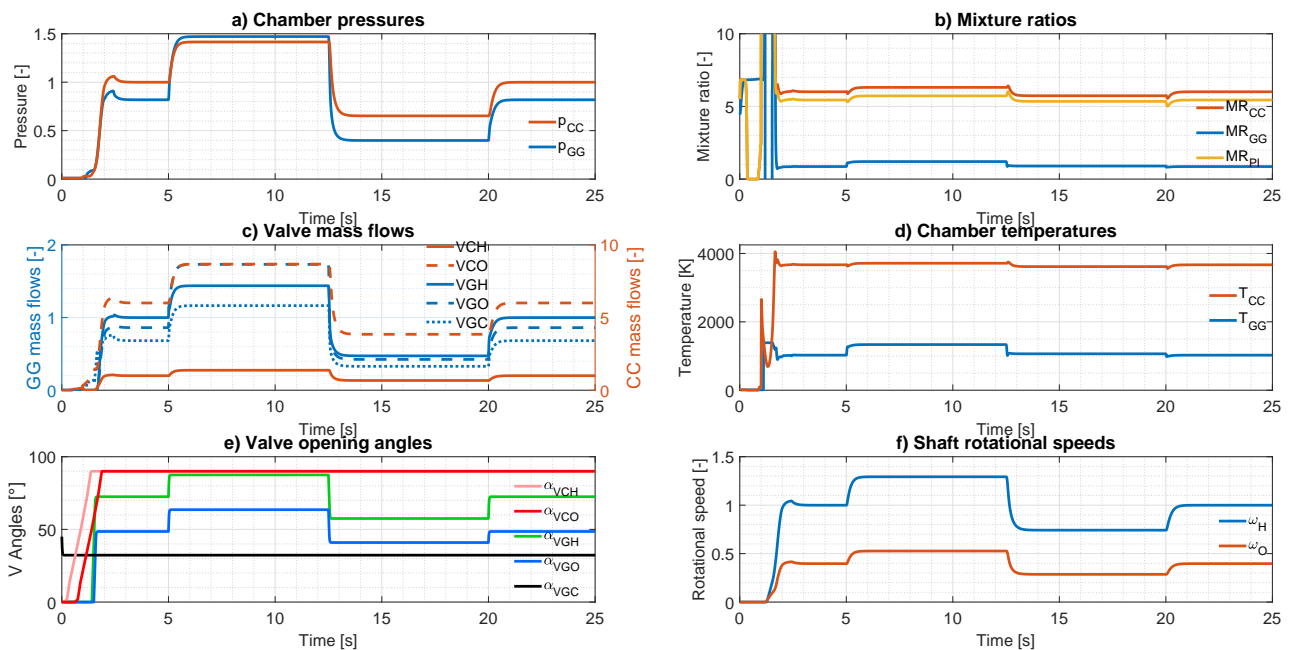 a) Chamber pressures
Pressure [-]
1.5
1
0.5
0
p_CC
p_GG
0 5 10 15 20 25
Time [s]
b) Mixture ratios
Mixture ratio [-]
10
5
0
MR_CC
MR_GG
MR_PI
0 5 10 15 20 25
Time [s]
c) Valve mass flows
GG mass flows [-]
2
1
0
VCH
VCO
VGH
VGO
VGC
10
5
0
CC mass flows [-]
0 5 10 15 20 25
Time [s]
d) Chamber temperatures
Temperature [K]
4000
2000
0
T_CC
T_GG
0 5 10 15 20 25
Time [s]
e) Valve opening angles
V Angles [°]
100
50
0
α_VCH
α_VCO
α_VGH
α_VGO
α_VGC
0 5 10 15 20 25
Time [s]
f) Shaft rotational speeds
Rotational speed [-]
1.5
1
0.5
0
ω_H
ω_O
0 5 10 15 20 25
Time [s]